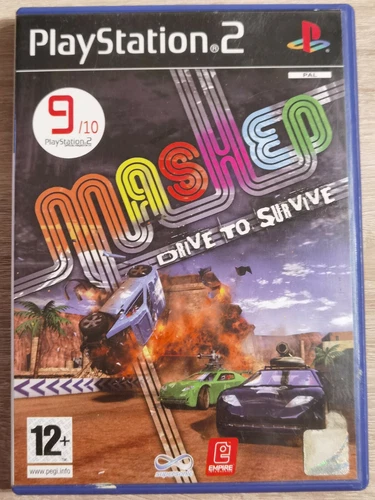 PlayStation®2
PAL
9/10
PlayStation.2
MASHED
DRIVE TO SURVIVE
12+
www.pegi.info
EMPIRE